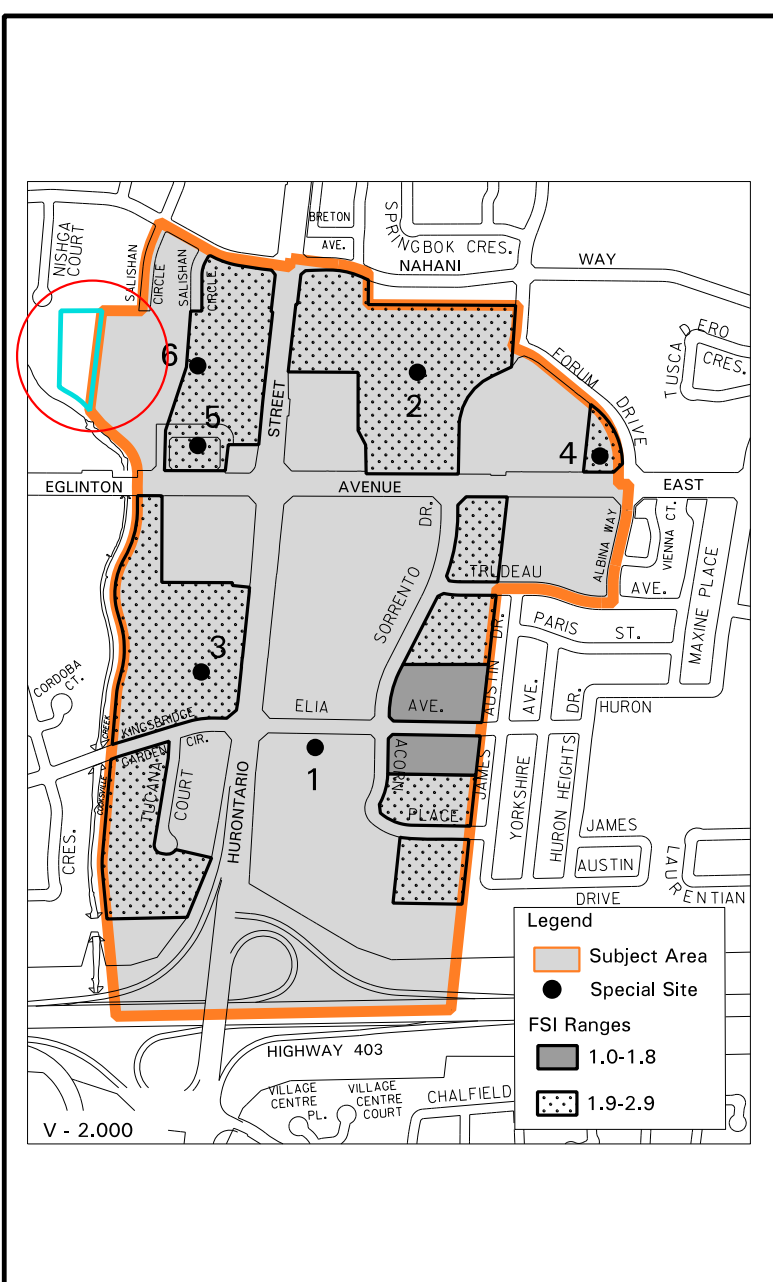 BRETON
AVE.
SPRINGBOK CRES.
NAHANI
WAY
NISHGA
COURT
SALISHAN
CIRCLE
SALISHAN
CIRCLE
TUSCADERO
CRES.
FORUM DRIVE
6
2
STREET
5
4
EGLINTON
AVENUE
EAST
DR.
SORRENTO
TRUDEAU
ALBINA WAY
VIENNA CT.
AVE.
MAXINE PLACE
PARIS
ST.
3
CORDOBA
CT.
ELIA
AVE.
AUSTIN
DR.
AVE.
DR.
HURON
CREEK
KINGSBRIDGE
GARDEN
CIR.
COOKSVILLE
TUCANA
COURT
1
ACORN
PLACE
JAMES
YORKSHIRE
HURON HEIGHTS
JAMES
AUSTIN
DRIVE
LAURENTIAN
CRES.
HURONTARIO
Legend
Subject Area
Special Site
FSI Ranges
1.0-1.8
1.9-2.9
HIGHWAY 403
VILLAGE
CENTRE
PL.
VILLAGE
CENTRE
COURT
CHALFIELD
V - 2.000